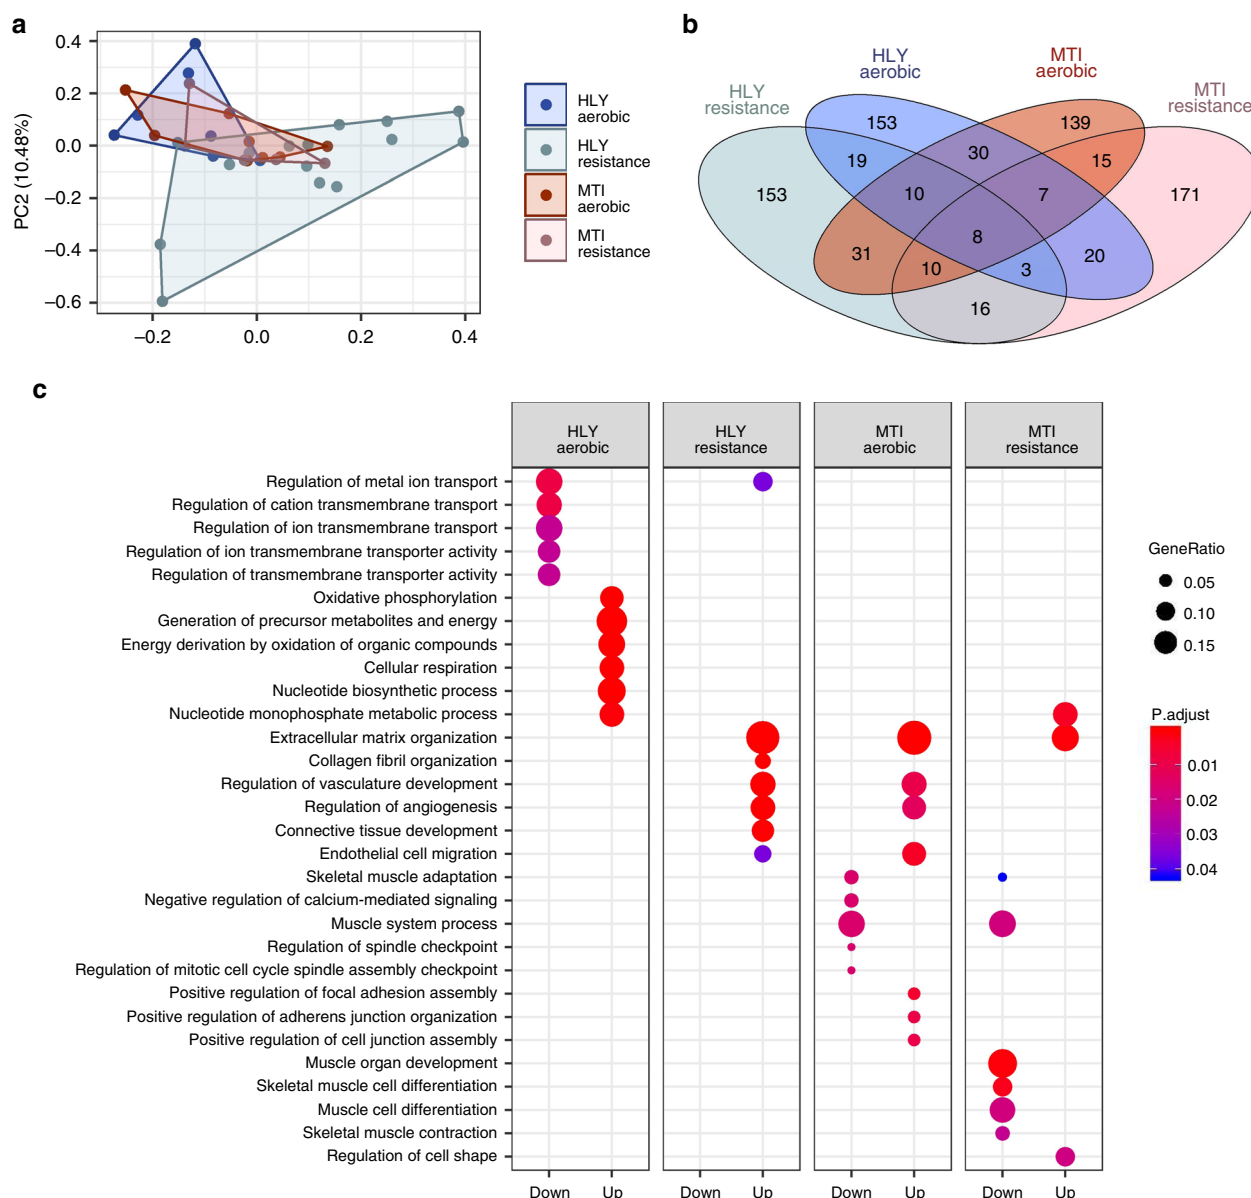 a
PC2 (10.48%)
0.4
0.2
0.0
−0.2
−0.4
−0.6
−0.2
0.0
0.2
0.4
HLY
aerobic
HLY
resistance
MTI
aerobic
MTI
resistance
b
HLY
resistance
HLY
aerobic
MTI
aerobic
MTI
resistance
153
139
30
19
15
153
10
7
171
8
31
10
3
20
16
c
HLY
aerobic
HLY
resistance
MTI
aerobic
MTI
resistance
Regulation of metal ion transport
Regulation of cation transmembrane transport
Regulation of ion transmembrane transport
Regulation of ion transmembrane transporter activity
Regulation of transmembrane transporter activity
Oxidative phosphorylation
Generation of precursor metabolites and energy
Energy derivation by oxidation of organic compounds
Cellular respiration
Nucleotide biosynthetic process
Nucleotide monophosphate metabolic process
Extracellular matrix organization
Collagen fibril organization
Regulation of vasculature development
Regulation of angiogenesis
Connective tissue development
Endothelial cell migration
Skeletal muscle adaptation
Negative regulation of calcium-mediated signaling
Muscle system process
Regulation of spindle checkpoint
Regulation of mitotic cell cycle spindle assembly checkpoint
Positive regulation of focal adhesion assembly
Positive regulation of adherens junction organization
Positive regulation of cell junction assembly
Muscle organ development
Skeletal muscle cell differentiation
Muscle cell differentiation
Skeletal muscle contraction
Regulation of cell shape
Down Up Down Up Down Up Down Up
GeneRatio
0.05
0.10
0.15
P.adjust
0.01
0.02
0.03
0.04